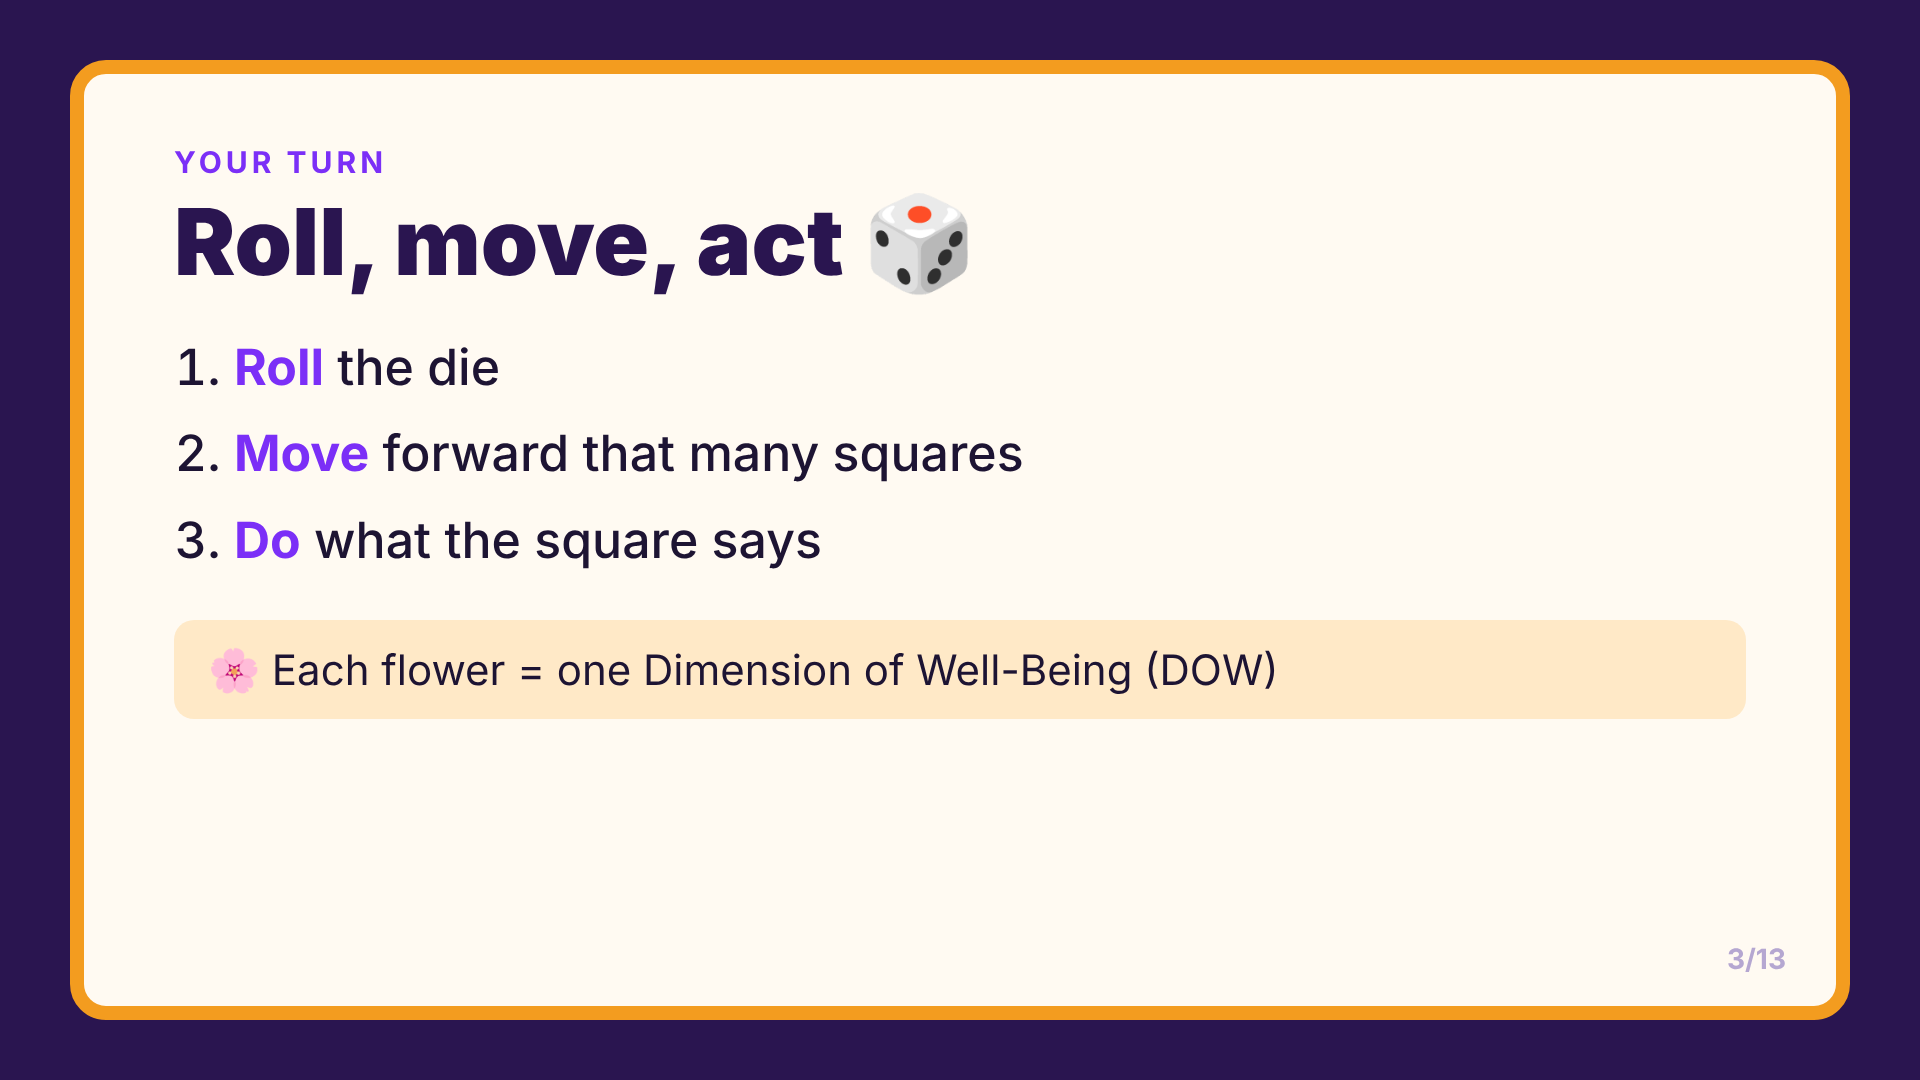 YOUR TURN
Roll, move, act 🎲
1. Roll the die
2. Move forward that many squares
3. Do what the square says
🌸 Each flower = one Dimension of Well-Being (DOW)
3/13